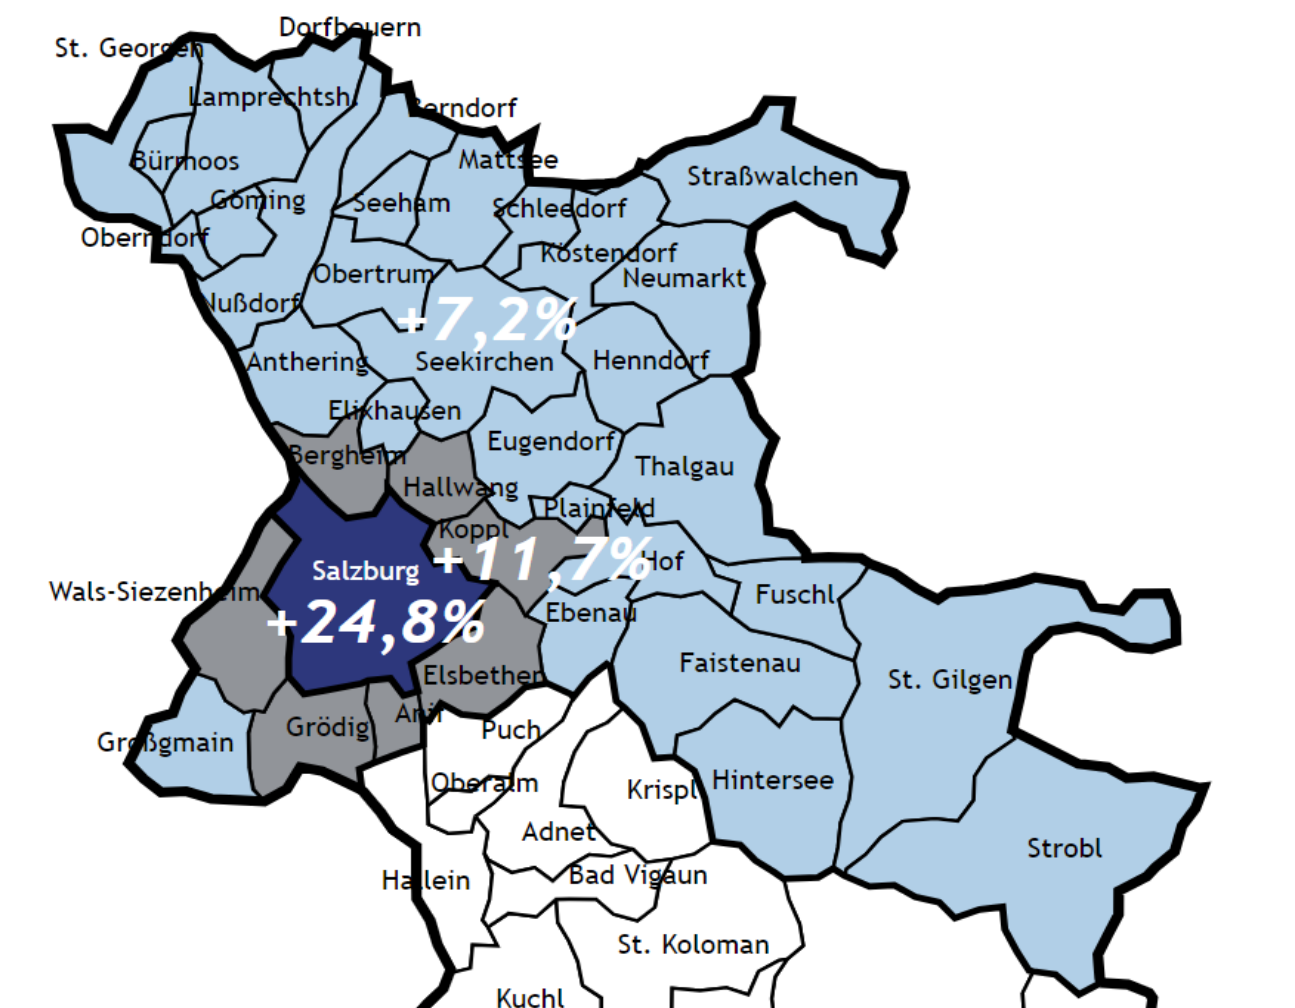 Dorfbeuern
St. Georgen
Lamprechtsh.
Berndorf
Bürmoos
Mattsee
Straßwalchen
Göming
Seeham
Schleedorf
Oberndorf
Köstendorf
Obertrum
Neumarkt
Nußdorf
+7,2%
Anthering
Seekirchen
Henndorf
Elixhausen
Eugendorf
Bergheim
Thalgau
Hallwang
Plainfeld
Koppl
+11,7%
Hof
Salzburg
Wals-Siezenheim
Fuschl
+24,8%
Ebenau
Faistenau
Elsbethen
St. Gilgen
Anif
Grödig
Puch
Großgmain
Oberalm
Krispl
Hintersee
Adnet
Strobl
Bad Vigaun
Hallein
St. Koloman
Kuchl